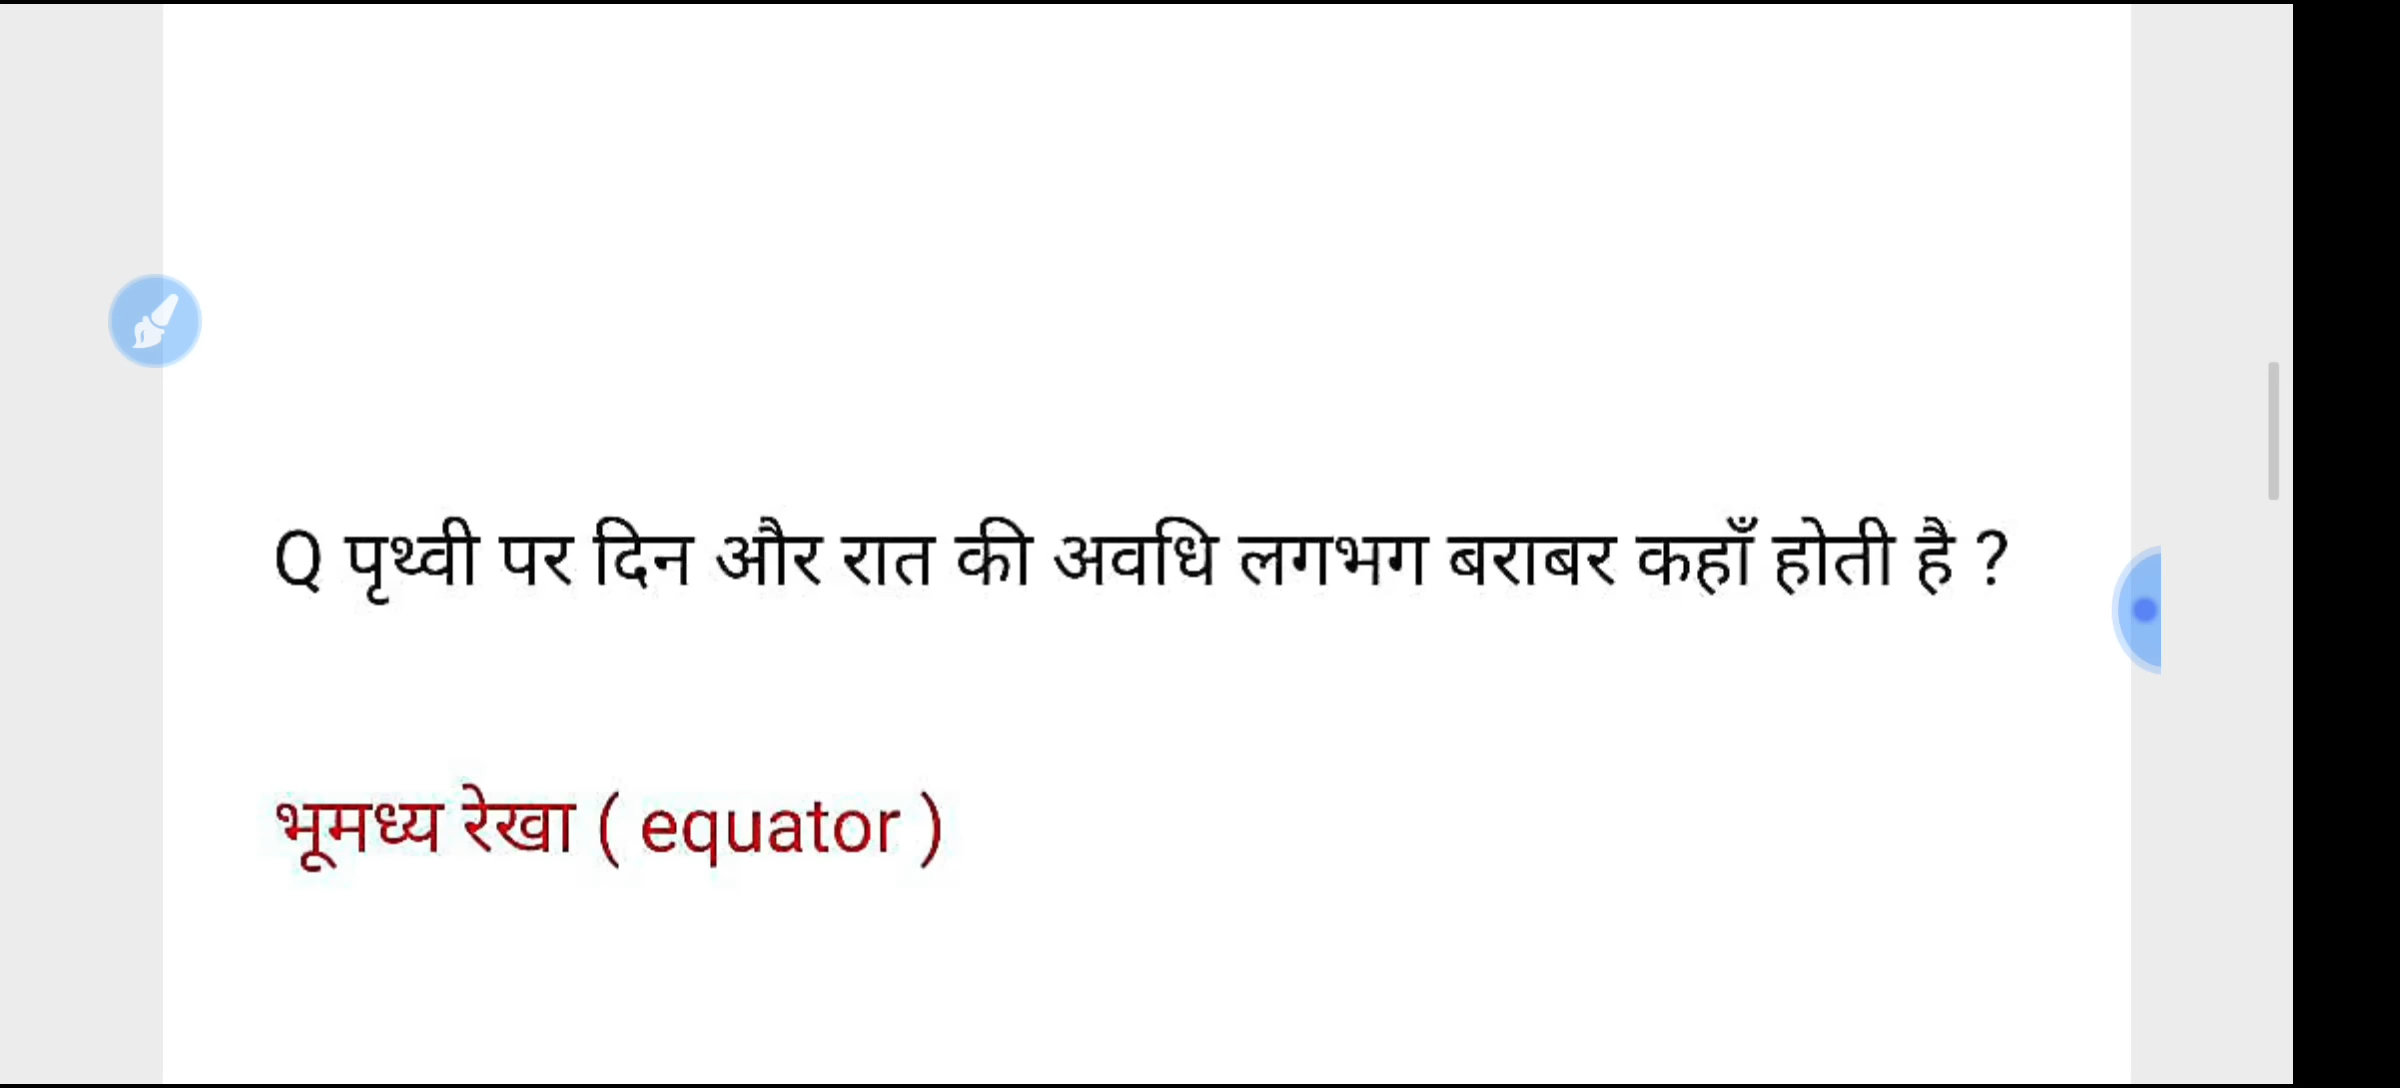 Q पृथ्वी पर दिन और रात की अवधि लगभग बराबर कहाँ होती है ?
भूमध्य रेखा ( equator )